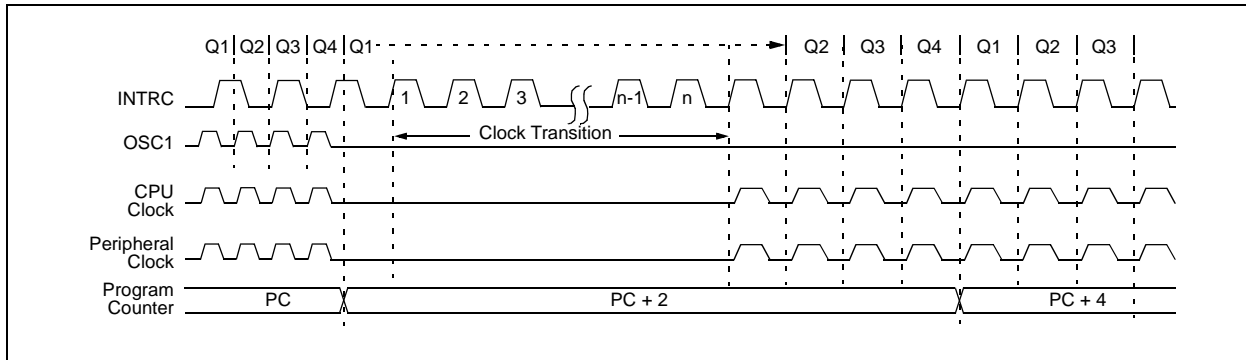 Q1 Q2 Q3 Q4 Q1 Q2 Q3 Q4 Q1 Q2 Q3
INTRC
1 2 3 n-1 n
Clock Transition
OSC1
CPU
Clock
Peripheral
Clock
Program
Counter
PC PC + 2 PC + 4